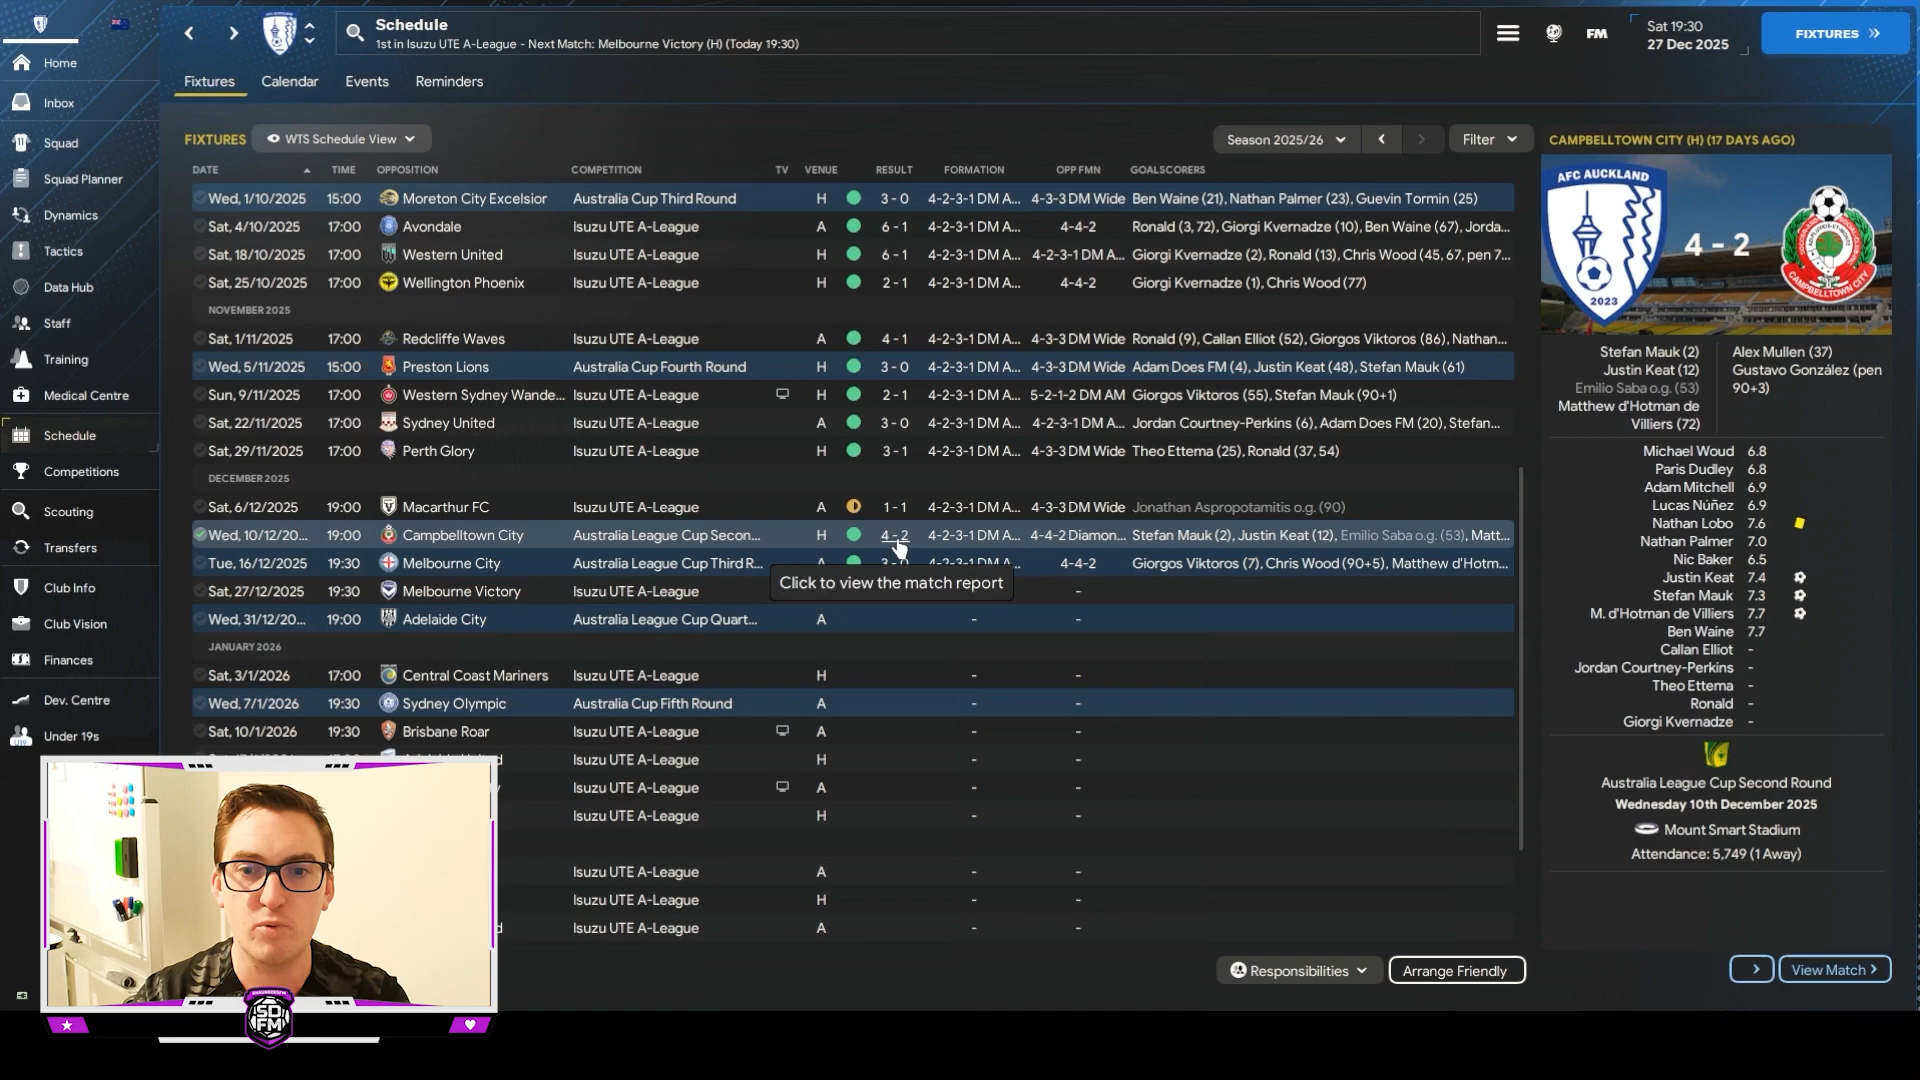 Schedule
1st in Isuzu UTE A-League - Next Match: Melbourne Victory (H) (Today 19:30)
FM
Sat 19:30
27 Dec 2025
FIXTURES
Home
Inbox
Squad
Squad Planner
Dynamics
Tactics
Data Hub
Staff
Training
Medical Centre
Schedule
Competitions
Scouting
Transfers
Club Info
Club Vision
Finances
Dev. Centre
Under 19s
Fixtures Calendar Events Reminders
FIXTURES WTS Schedule View Season 2025/26 Filter
DATE TIME OPPOSITION COMPETITION TV VENUE RESULT FORMATION OPP FMN GOALSCORERS
Wed, 1/10/2025 15:00 Moreton City Excelsior Australia Cup Third Round H 3 - 0 4-2-3-1 DM A... 4-3-3 DM Wide Ben Waine (21), Nathan Palmer (23), Guevin Tormin (25)
Sat, 4/10/2025 17:00 Avondale Isuzu UTE A-League A 6 - 1 4-2-3-1 DM A... 4-4-2 Ronald (3, 72), Giorgi Kvernadze (10), Ben Waine (67), Jorda...
Sat, 18/10/2025 17:00 Western United Isuzu UTE A-League H 6 - 1 4-2-3-1 DM A... 4-2-3-1 DM A... Giorgi Kvernadze (2), Ronald (13), Chris Wood (45, 67, pen 7...
Sat, 25/10/2025 17:00 Wellington Phoenix Isuzu UTE A-League H 2 - 1 4-2-3-1 DM A... 4-4-2 Giorgi Kvernadze (1), Chris Wood (77)
NOVEMBER 2025
Sat, 1/11/2025 17:00 Redcliffe Waves Isuzu UTE A-League A 4 - 1 4-2-3-1 DM A... 4-3-3 DM Wide Ronald (9), Callan Elliot (52), Giorgos Viktoros (86), Nathan...
Wed, 5/11/2025 15:00 Preston Lions Australia Cup Fourth Round H 3 - 0 4-2-3-1 DM A... 4-3-3 DM Wide Adam Does FM (4), Justin Keat (48), Stefan Mauk (61)
Sun, 9/11/2025 17:00 Western Sydney Wande... Isuzu UTE A-League H 2 - 1 4-2-3-1 DM A... 5-2-1-2 DM AM Giorgos Viktoros (55), Stefan Mauk (90+1)
Sat, 22/11/2025 17:00 Sydney United Isuzu UTE A-League A 3 - 0 4-2-3-1 DM A... 4-2-3-1 DM A... Jordan Courtney-Perkins (6), Adam Does FM (20), Stefan...
Sat, 29/11/2025 17:00 Perth Glory Isuzu UTE A-League H 3 - 1 4-2-3-1 DM A... 4-3-3 DM Wide Theo Ettema (25), Ronald (37, 54)
DECEMBER 2025
Sat, 6/12/2025 19:00 Macarthur FC Isuzu UTE A-League A 1 - 1 4-2-3-1 DM A... 4-3-3 DM Wide Jonathan Aspropotamitis o.g. (90)
Wed, 10/12/20... 19:00 Campbelltown City Australia League Cup Secon... H 4 - 2 4-2-3-1 DM A... 4-4-2 Diamon... Stefan Mauk (2), Justin Keat (12), Emilio Saba o.g. (53), Matt...
Tue, 16/12/2025 19:30 Melbourne City Australia League Cup Third R... A 3 - 0 4-2-3-1 DM A... 4-4-2 Giorgos Viktoros (7), Chris Wood (90+5), Matthew d'Hotm...
Click to view the match report
Sat, 27/12/2025 19:30 Melbourne Victory Isuzu UTE A-League -
Wed, 31/12/20... 19:00 Adelaide City Australia League Cup Quart... A - -
JANUARY 2026
Sat, 3/1/2026 17:00 Central Coast Mariners Isuzu UTE A-League H - -
Wed, 7/1/2026 19:30 Sydney Olympic Australia Cup Fifth Round A - -
Sat, 10/1/2026 19:30 Brisbane Roar Isuzu UTE A-League A - -
Isuzu UTE A-League H - -
Isuzu UTE A-League A - -
Isuzu UTE A-League H - -
Isuzu UTE A-League A - -
Isuzu UTE A-League H - -
Isuzu UTE A-League A - -
Responsibilities Arrange Friendly
CAMPBELLTOWN CITY (H) (17 DAYS AGO)
AFC AUCKLAND
2023
4 - 2
CAMPBELLTOWN CITY
Stefan Mauk (2)
Justin Keat (12)
Emilio Saba o.g. (53)
Matthew d'Hotman de
Villiers (72)
Alex Mullen (37)
Gustavo González (pen
90+3)
Michael Woud 6.8
Paris Dudley 6.8
Adam Mitchell 6.9
Lucas Núñez 6.9
Nathan Lobo 7.6
Nathan Palmer 7.0
Nic Baker 6.5
Justin Keat 7.4
Stefan Mauk 7.3
M. d'Hotman de Villiers 7.7
Ben Waine 7.7
Callan Elliot -
Jordan Courtney-Perkins -
Theo Ettema -
Ronald -
Giorgi Kvernadze -
Australia League Cup Second Round
Wednesday 10th December 2025
Mount Smart Stadium
Attendance: 5,749 (1 Away)
View Match
SD
FM